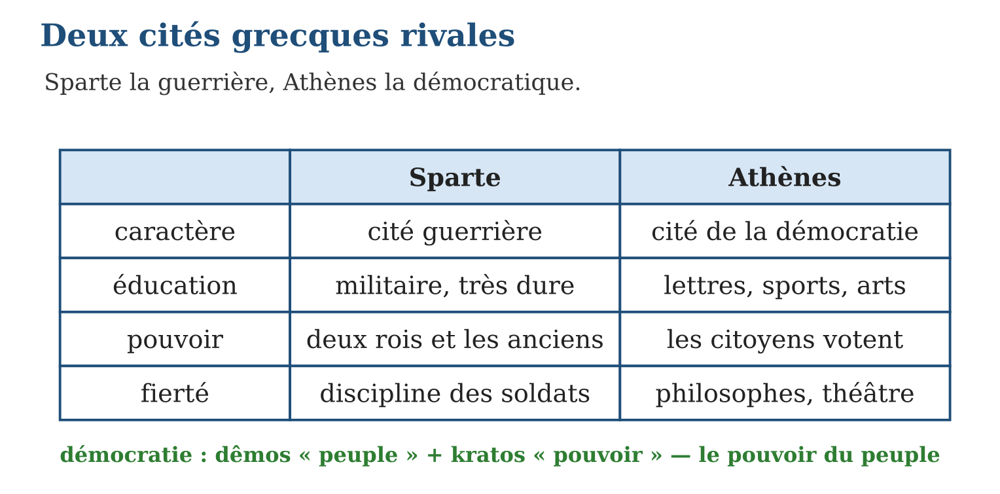 Deux cités grecques rivales
Sparte la guerrière, Athènes la démocratique.
Sparte Athènes
caractère cité guerrière cité de la démocratie
éducation militaire, très dure lettres, sports, arts
pouvoir deux rois et les anciens les citoyens votent
fierté discipline des soldats philosophes, théâtre
démocratie : dêmos « peuple » + kratos « pouvoir » — le pouvoir du peuple